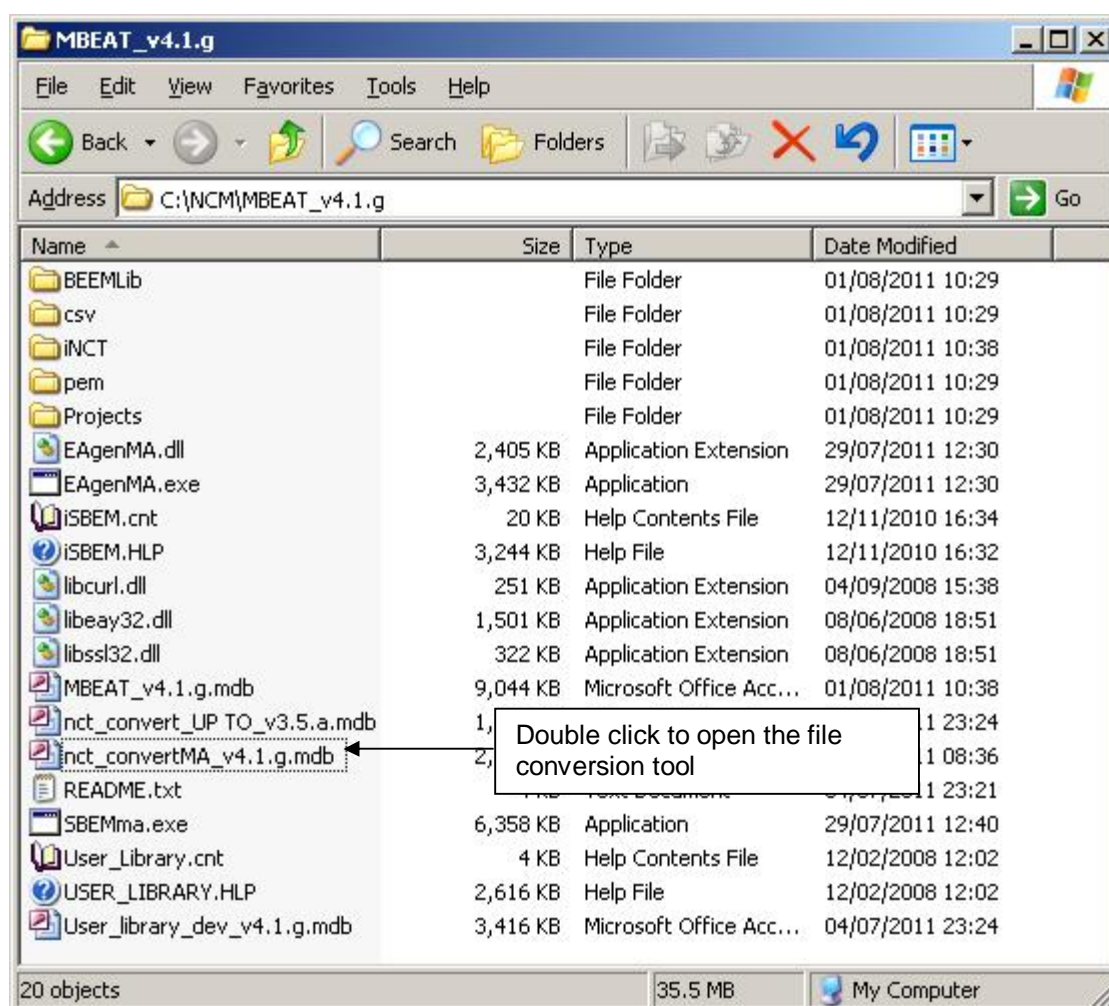 MBEAT_v4.1.g
File Edit View Favorites Tools Help
Back Search Folders
Address C:\NCM\MBEAT_v4.1.g Go
Name Size Type Date Modified
BEEMLib File Folder 01/08/2011 10:29
csv File Folder 01/08/2011 10:29
iNCT File Folder 01/08/2011 10:38
pem File Folder 01/08/2011 10:29
Projects File Folder 01/08/2011 10:29
EAgenMA.dll 2,405 KB Application Extension 29/07/2011 12:30
EAgenMA.exe 3,432 KB Application 29/07/2011 12:30
iSBEM.cnt 20 KB Help Contents File 12/11/2010 16:34
iSBEM.HLP 3,244 KB Help File 12/11/2010 16:32
libcurl.dll 251 KB Application Extension 04/09/2008 15:38
libeay32.dll 1,501 KB Application Extension 08/06/2008 18:51
libssl32.dll 322 KB Application Extension 08/06/2008 18:51
MBEAT_v4.1.g.mdb 9,044 KB Microsoft Office Acc... 01/08/2011 10:38
nct_convert_UP TO_v3.5.a.mdb 1, 1 23:24
nct_convertMA_v4.1.g.mdb 2, 1 08:36
Double click to open the file
conversion tool
README.txt 23:21
SBEMma.exe 6,358 KB Application 29/07/2011 12:40
User_Library.cnt 4 KB Help Contents File 12/02/2008 12:02
USER_LIBRARY.HLP 2,616 KB Help File 12/02/2008 12:02
User_library_dev_v4.1.g.mdb 3,416 KB Microsoft Office Acc... 04/07/2011 23:24
20 objects 35.5 MB My Computer